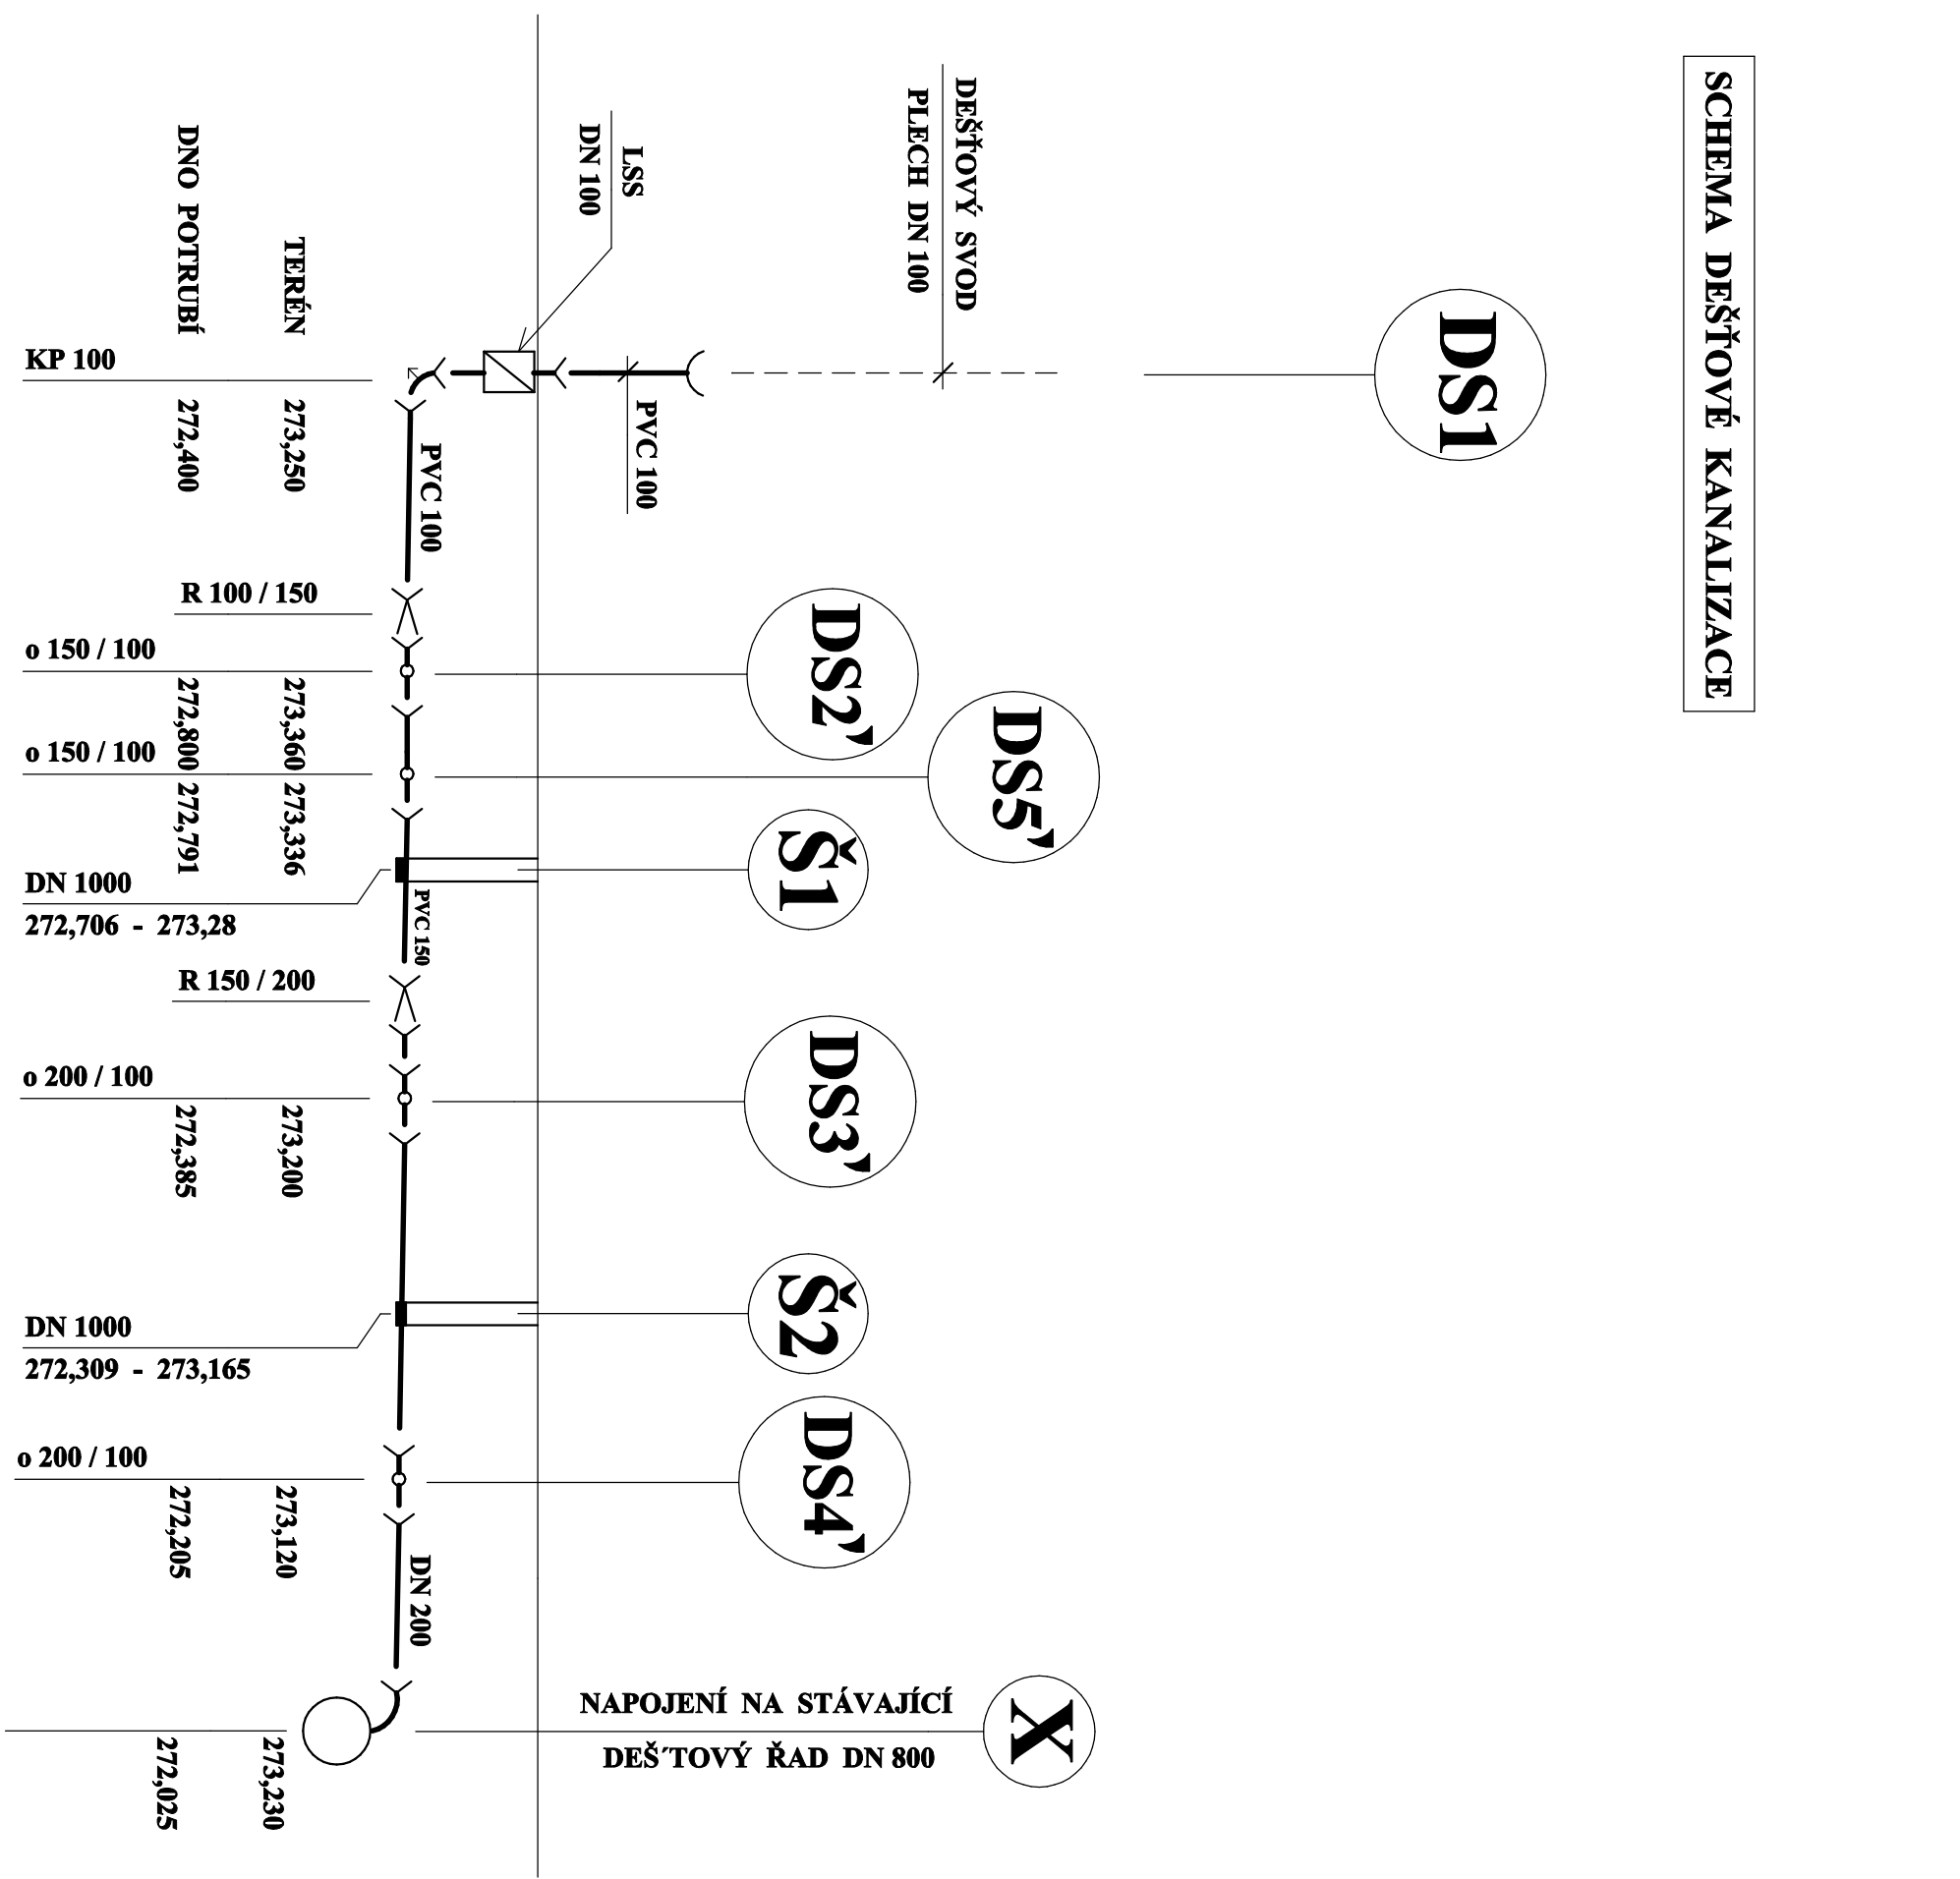 SCHEMA DEŠŤOVÉ KANALIZACE
DS1
DEŠŤOVÝ SVOD
PLECH DN 100
LSS
DN 100
PVC 100
TERÉN
DNO POTRUBÍ
KP 100
273,250
272,400
PVC 100
R 100 / 150
o 150 / 100
DS2’
273,360
272,800
o 150 / 100
DS5’
273,336
272,791
Š1
DN 1000
272,706 - 273,28
PVC 150
R 150 / 200
o 200 / 100
DS3’
273,200
272,385
Š2
DN 1000
272,309 - 273,165
o 200 / 100
DS4’
273,120
272,205
DN 200
X
NAPOJENÍ NA STÁVAJÍCÍ
DEŠ´TOVÝ ŘAD DN 800
273,230
272,025